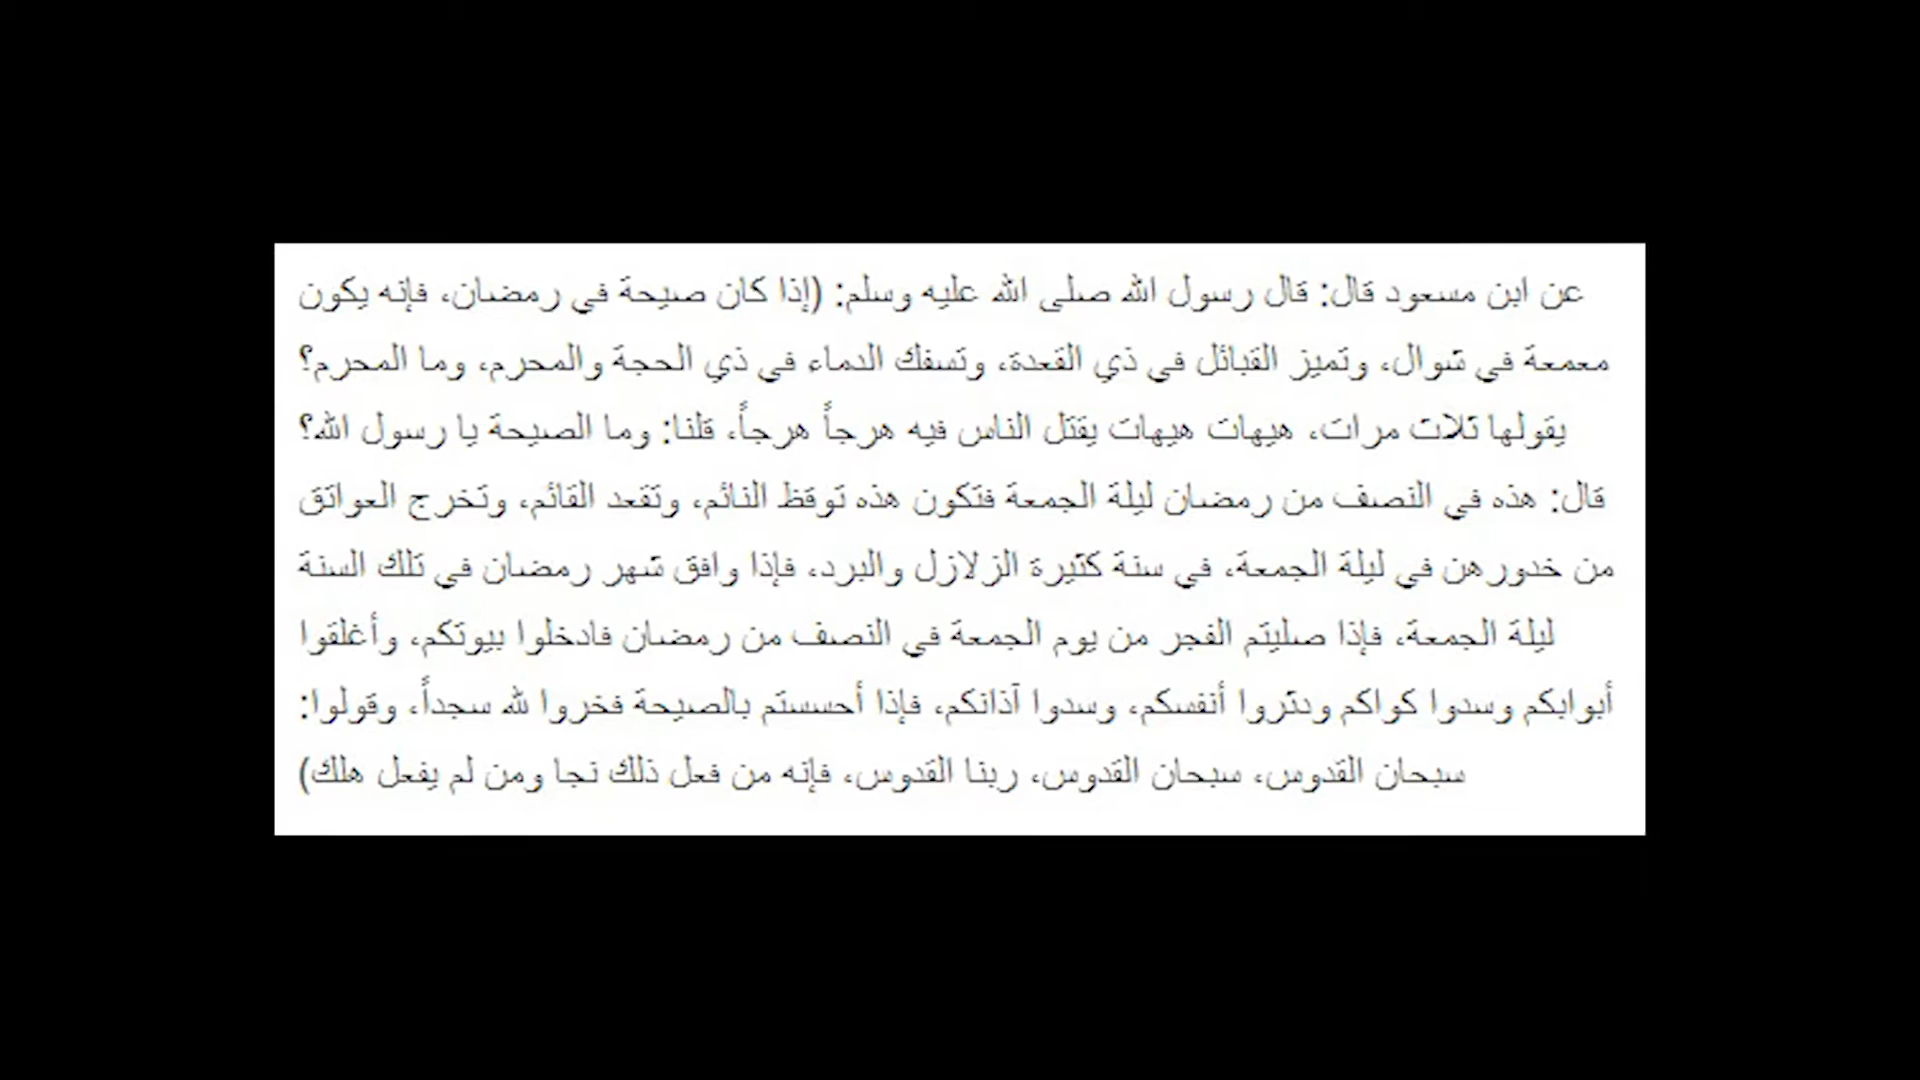 عن ابن مسعود قال: قال رسول الله صلى الله عليه وسلم: (إذا كان صيحة في رمضان، فإنه يكون
معمعة في شوال، وتميز القبائل في ذي القعدة، وتسفك الدماء في ذي الحجة والمحرم، وما المحرم؟
يقولها ثلاث مرات، هيهات هيهات يقتل الناس فيه هرجاً هرجاً، قلنا: وما الصيحة يا رسول الله؟
قال: هذه في النصف من رمضان ليلة الجمعة فتكون هذه توقظ النائم، وتقعد القائم، وتخرج العواتق
من خدورهن في ليلة الجمعة، في سنة كثيرة الزلازل والبرد، فإذا وافق شهر رمضان في تلك السنة
ليلة الجمعة، فإذا صليتم الفجر من يوم الجمعة في النصف من رمضان فادخلوا بيوتكم، وأغلقوا
أبوابكم وسدوا كواكم ودثروا أنفسكم، وسدوا آذانكم، فإذا أحسستم بالصيحة فخروا لله سجداً، وقولوا:
سبحان القدوس، سبحان القدوس، ربنا القدوس، فإنه من فعل ذلك نجا ومن لم يفعل هلك)